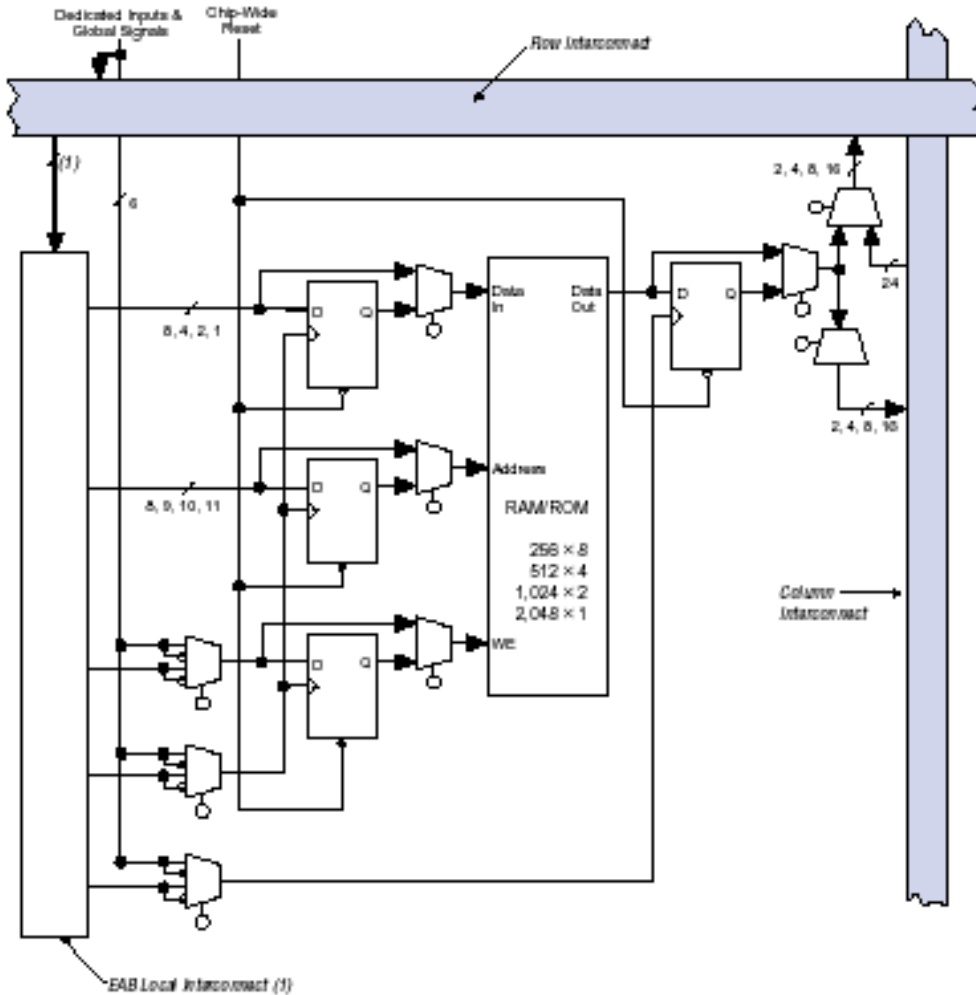 Dedicated Inputs &
Global Signals
Chip-Wide
Reset
Row Interconnect
(1)
6
2, 4, 8, 16
24
D
Q
Data
In
Data
Out
D
Q
8, 4, 2, 1
2, 4, 8, 16
D
Q
Address
8, 9, 10, 11
RAM/ROM
256 × 8
512 × 4
1,024 × 2
2,048 × 1
Column
Interconnect
D
Q
WE
EAB Local Interconnect (1)